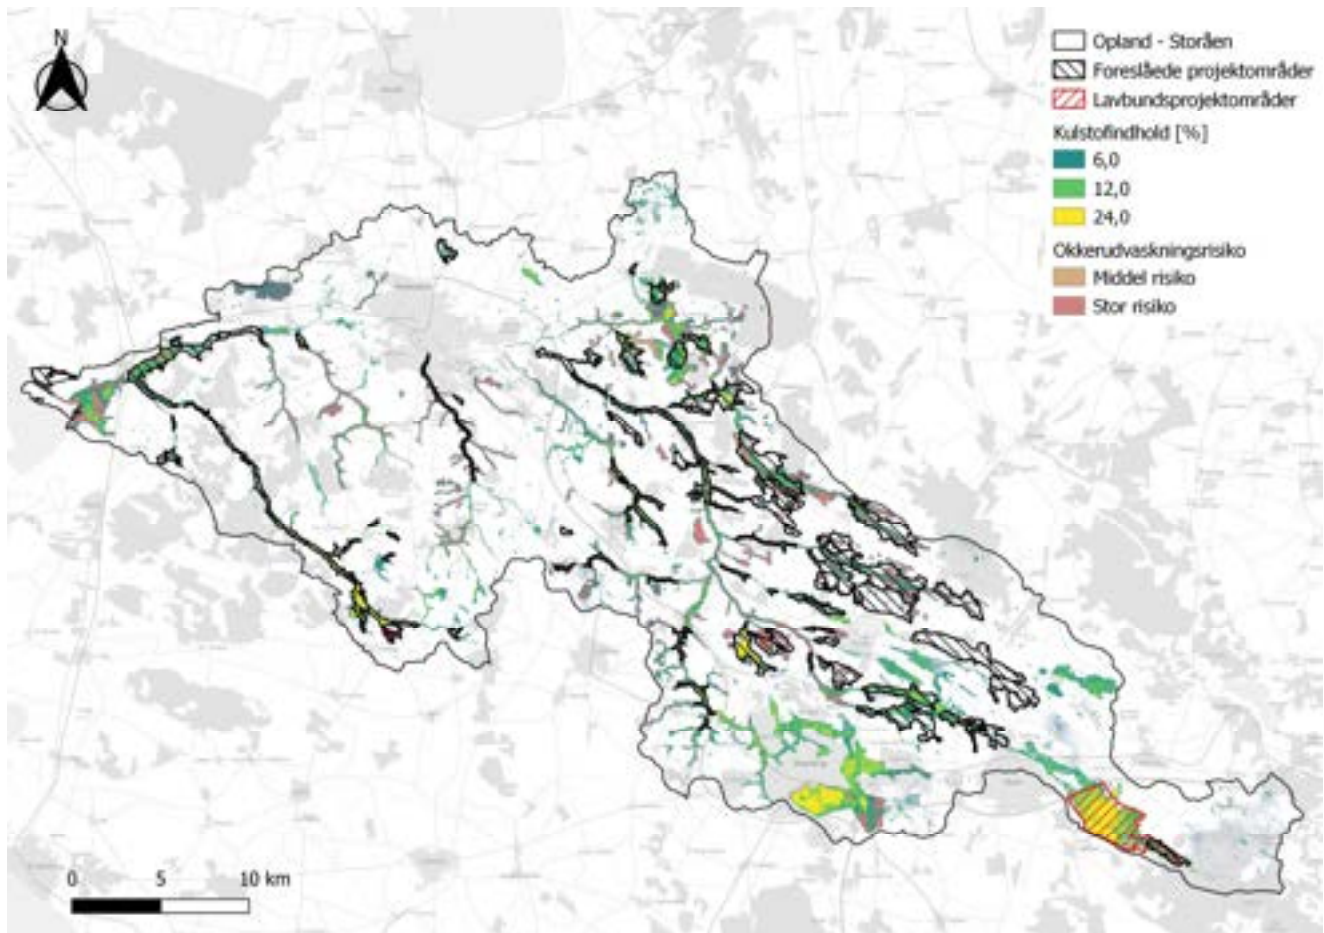 N
Opland - Storåen
Foreslåede projektområder
Lavbundsprojektområder
Kulstofindhold [%]
6,0
12,0
24,0
Okkerudvaskningsrisiko
Middel risiko
Stor risiko
0 5 10 km